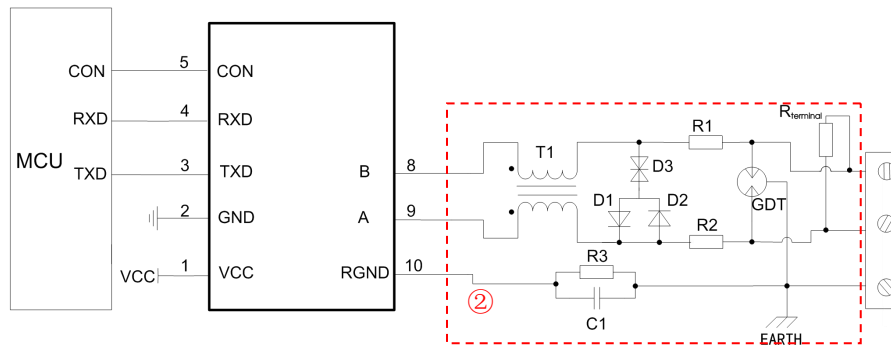 MCU
CON
RXD
TXD
5
4
3
2
1
VCC
CON
RXD
TXD
GND
VCC
B
A
RGND
8
9
10
T1
D3
D1
D2
R1
R2
GDT
Rterminal
R3
C1
②
EARTH